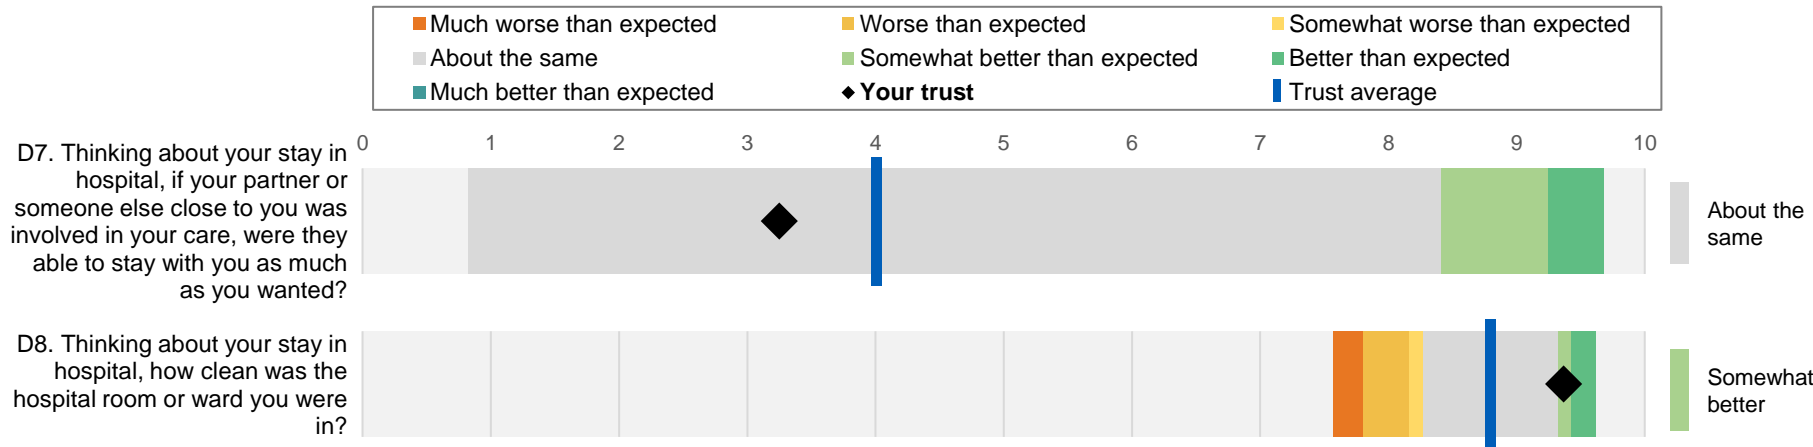 Much worse than expected
Worse than expected
Somewhat worse than expected
About the same
Somewhat better than expected
Better than expected
Much better than expected
Your trust
Trust average
0 1 2 3 4 5 6 7 8 9 10
D7. Thinking about your stay in
hospital, if your partner or
someone else close to you was
involved in your care, were they
able to stay with you as much
as you wanted?
About the
same
D8. Thinking about your stay in
hospital, how clean was the
hospital room or ward you were
in?
Somewhat
better